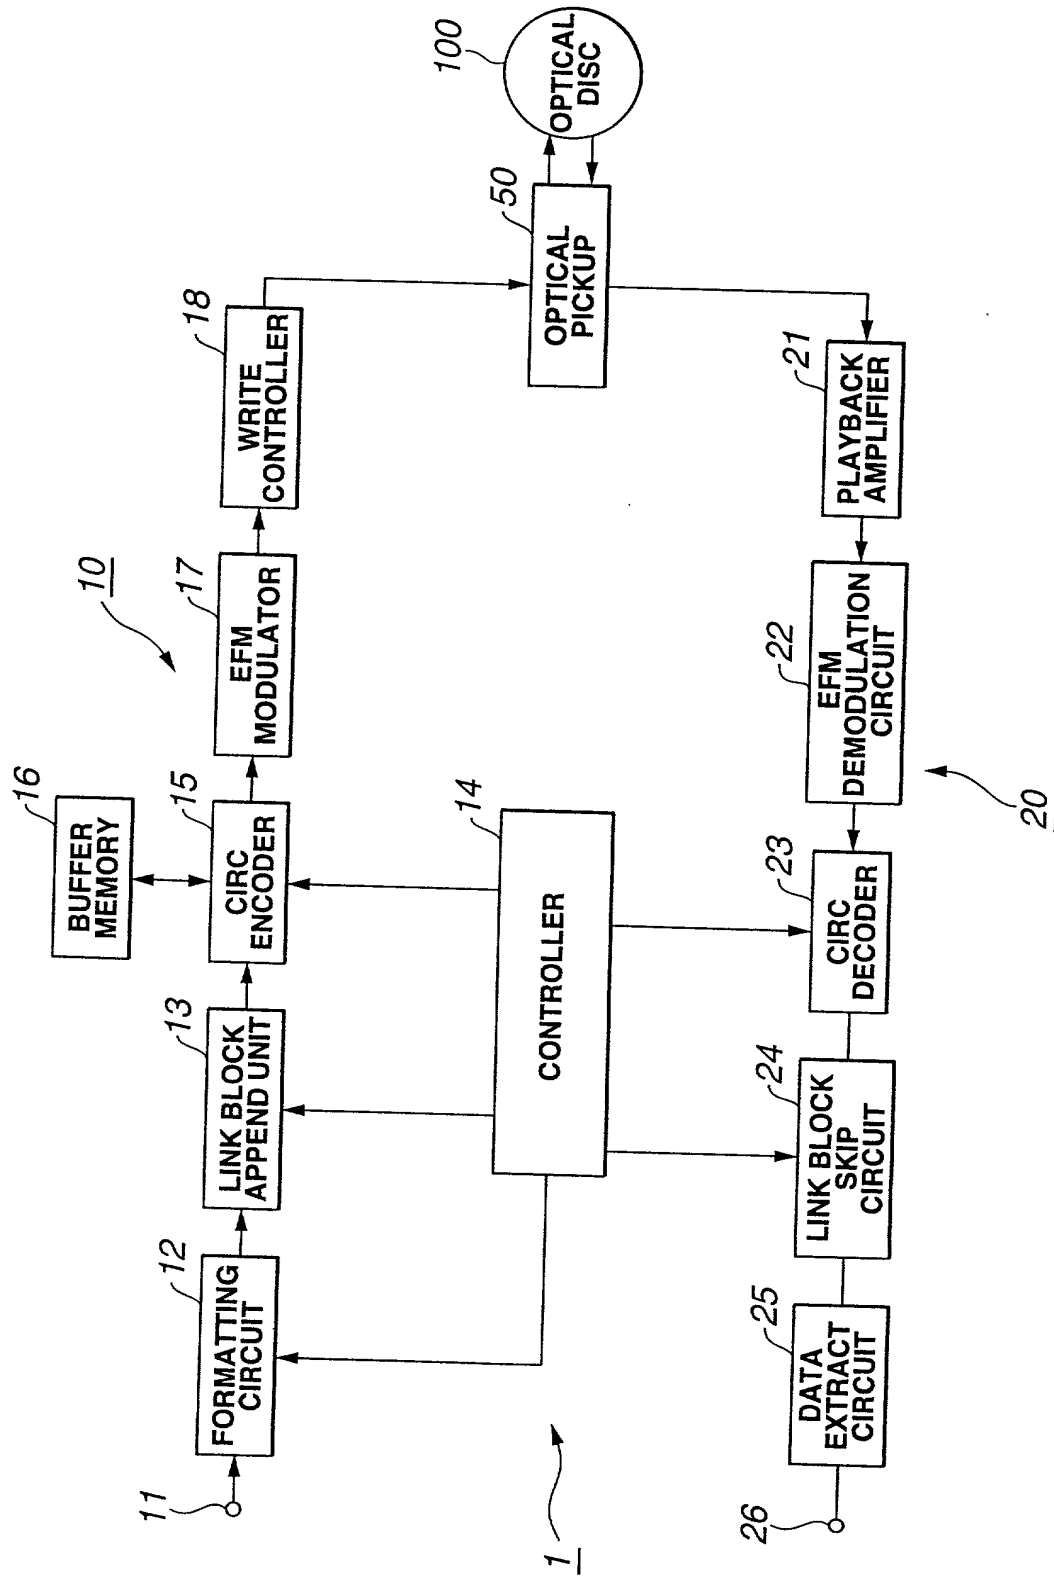 10
16
BUFFER
MEMORY
11
12
FORMATTING
CIRCUIT
13
LINK BLOCK
APPEND UNIT
15
CIRC
ENCODER
17
EFM
MODULATOR
18
WRITE
CONTROLLER
14
CONTROLLER
50
OPTICAL
PICKUP
100
OPTICAL
DISC
1
26
25
DATA
EXTRACT
CIRCUIT
24
LINK BLOCK
SKIP
CIRCUIT
23
CIRC
DECODER
22
EFM
DEMODULATION
CIRCUIT
21
PLAYBACK
AMPLIFIER
20